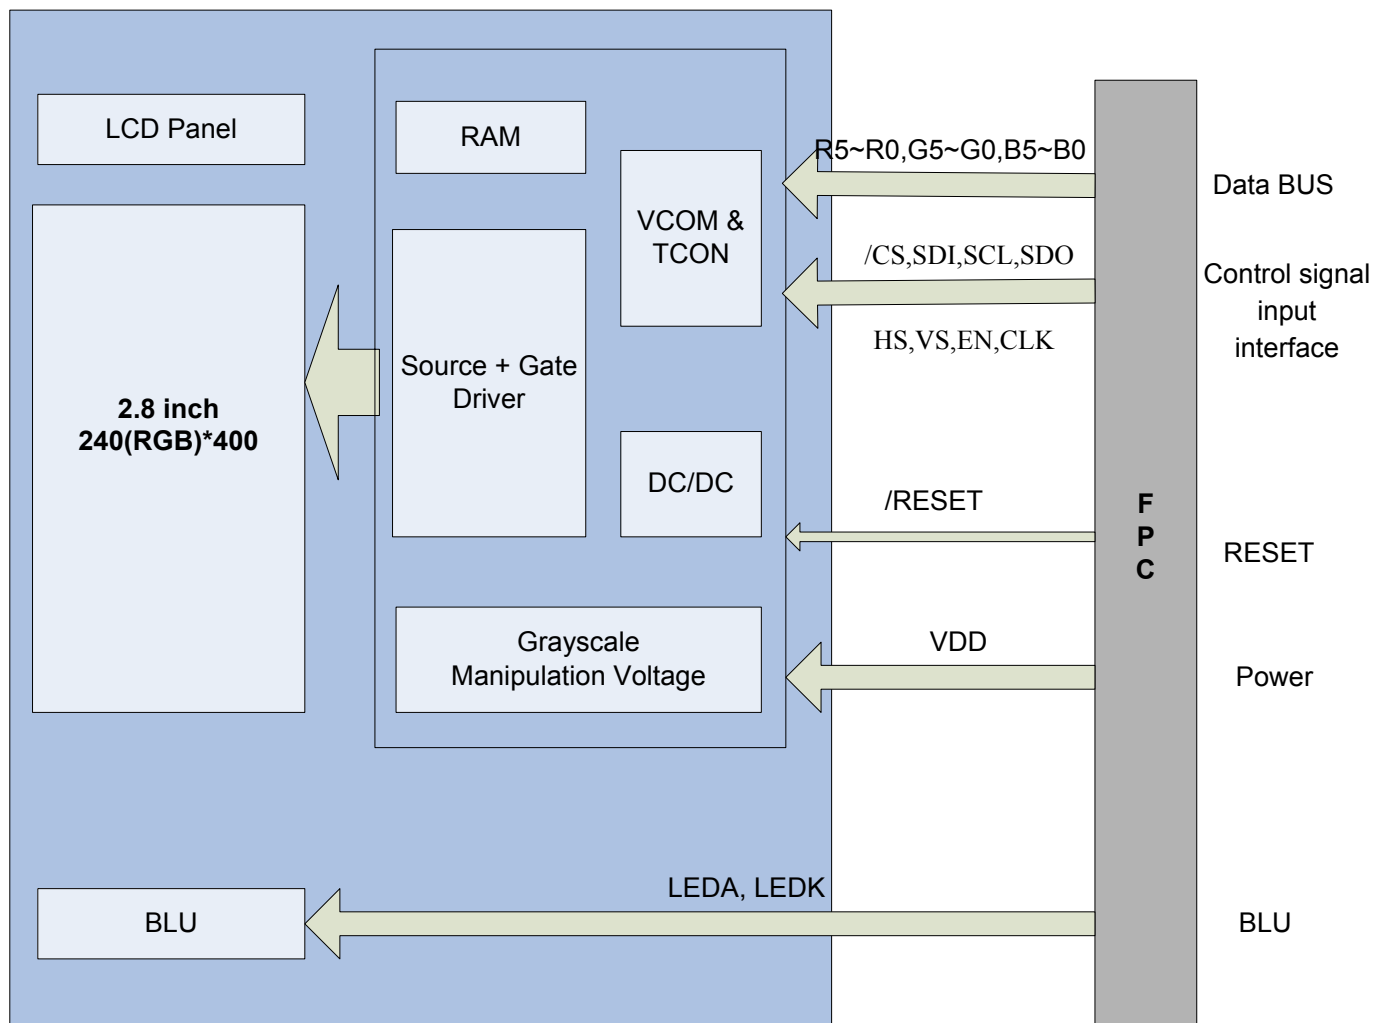 LCD Panel
RAM
R5~R0,G5~G0,B5~B0
Data BUS
VCOM &
TCON
/CS,SDI,SCL,SDO
Control signal
input
interface
HS,VS,EN,CLK
Source + Gate
Driver
2.8 inch
240(RGB)*400
DC/DC
/RESET
F
P
C
RESET
Grayscale
Manipulation Voltage
VDD
Power
LEDA, LEDK
BLU
BLU